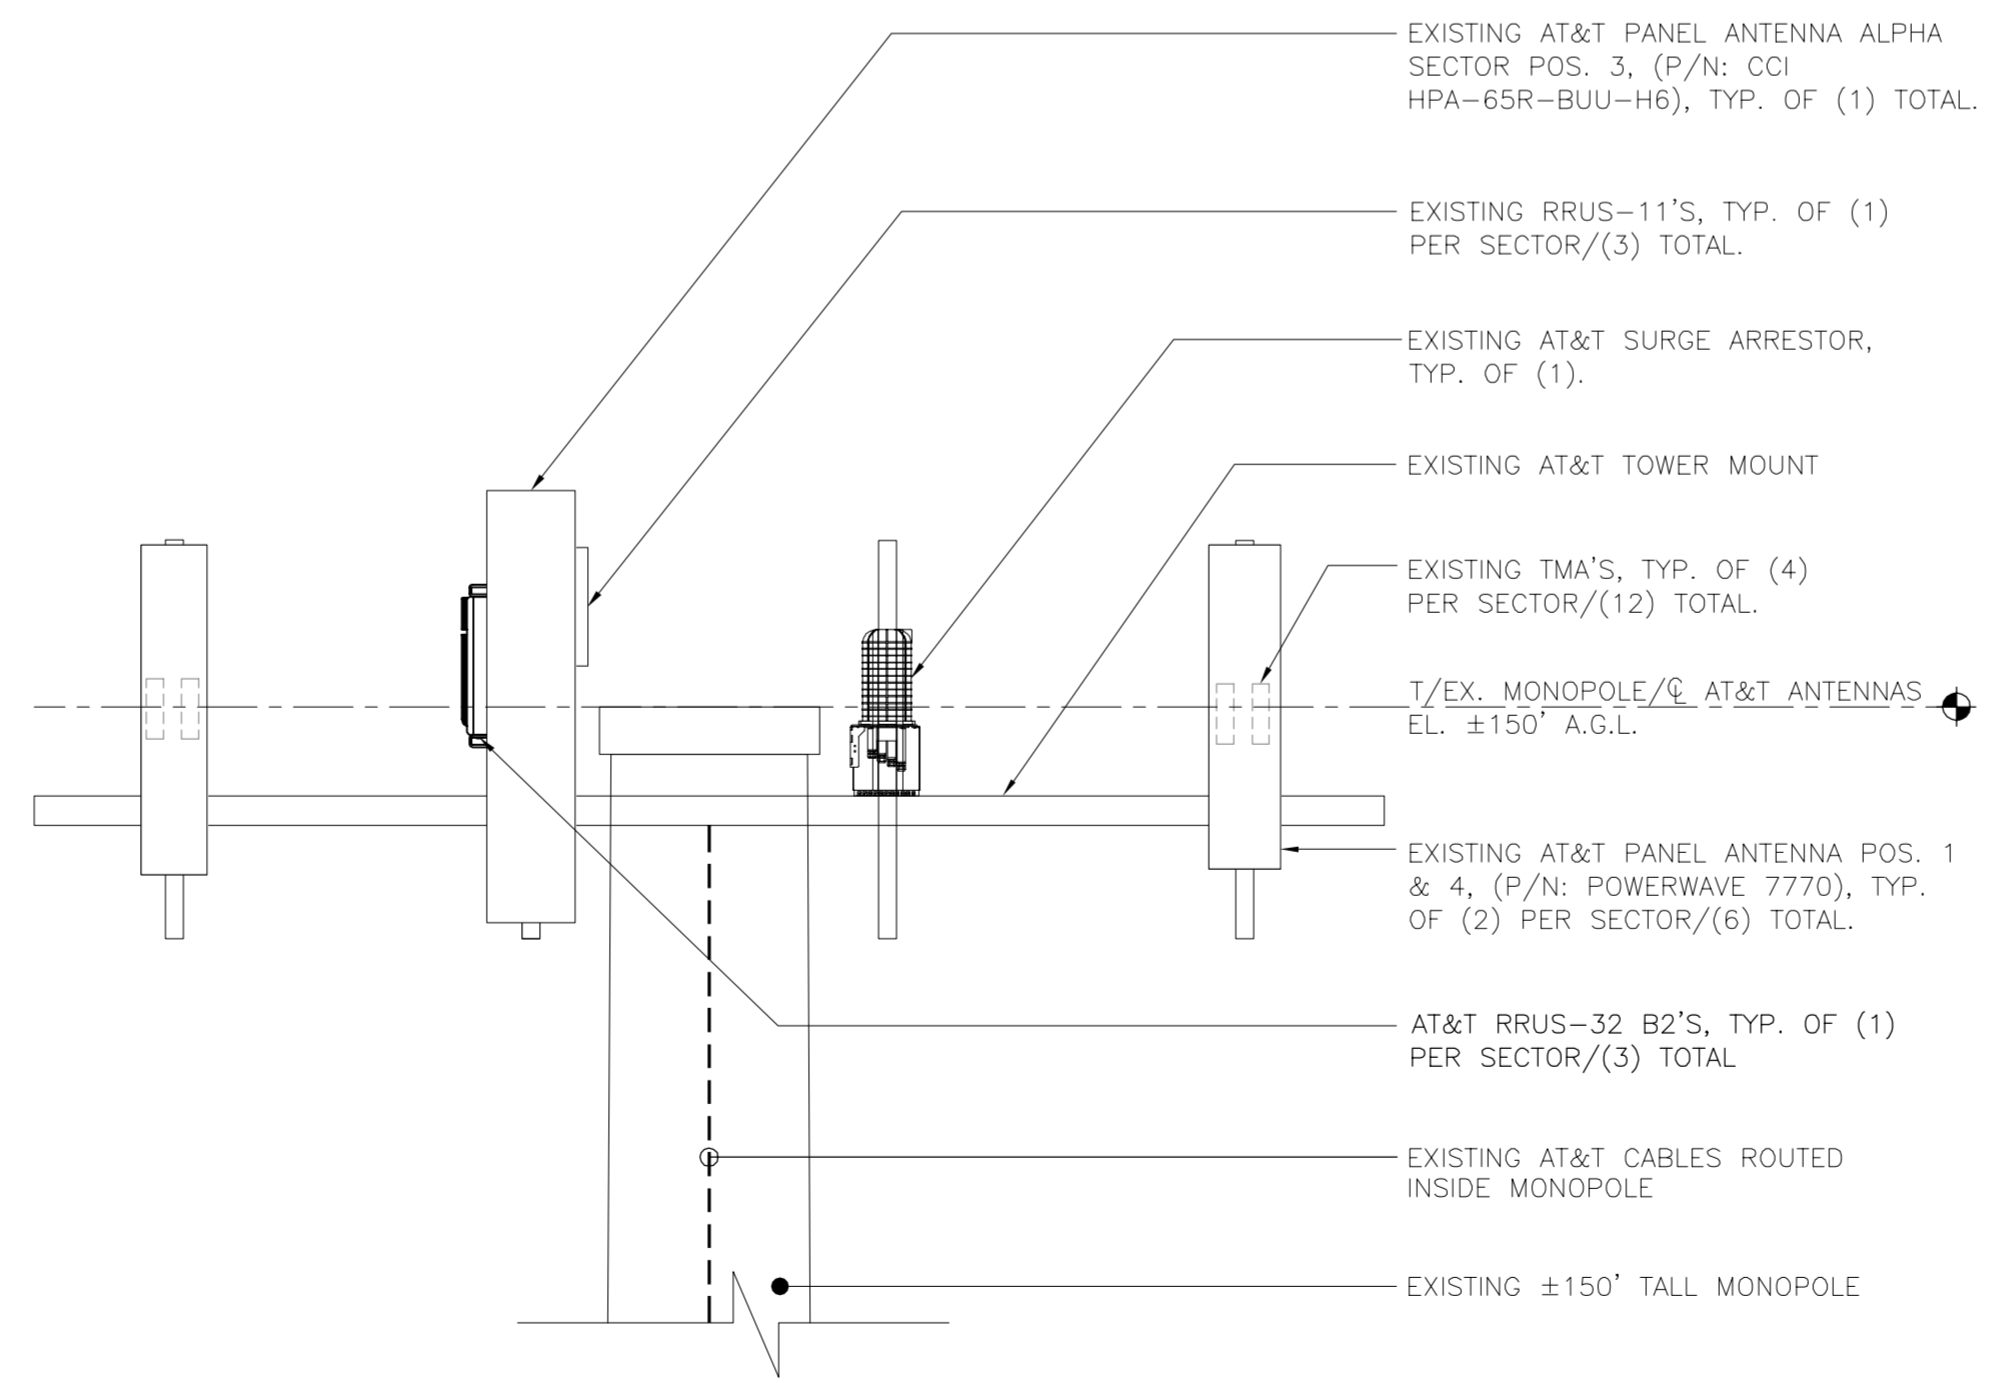 EXISTING AT&T PANEL ANTENNA ALPHA
SECTOR POS. 3, (P/N: CCI
HPA-65R-BUU-H6), TYP. OF (1) TOTAL.
EXISTING RRUS-11'S, TYP. OF (1)
PER SECTOR/(3) TOTAL.
EXISTING AT&T SURGE ARRESTOR,
TYP. OF (1).
EXISTING AT&T TOWER MOUNT
EXISTING TMA'S, TYP. OF (4)
PER SECTOR/(12) TOTAL.
T/EX. MONOPOLE/℄ AT&T ANTENNAS
EL. ±150' A.G.L.
EXISTING AT&T PANEL ANTENNA POS. 1
& 4, (P/N: POWERWAVE 7770), TYP.
OF (2) PER SECTOR/(6) TOTAL.
AT&T RRUS-32 B2'S, TYP. OF (1)
PER SECTOR/(3) TOTAL
EXISTING AT&T CABLES ROUTED
INSIDE MONOPOLE
EXISTING ±150' TALL MONOPOLE